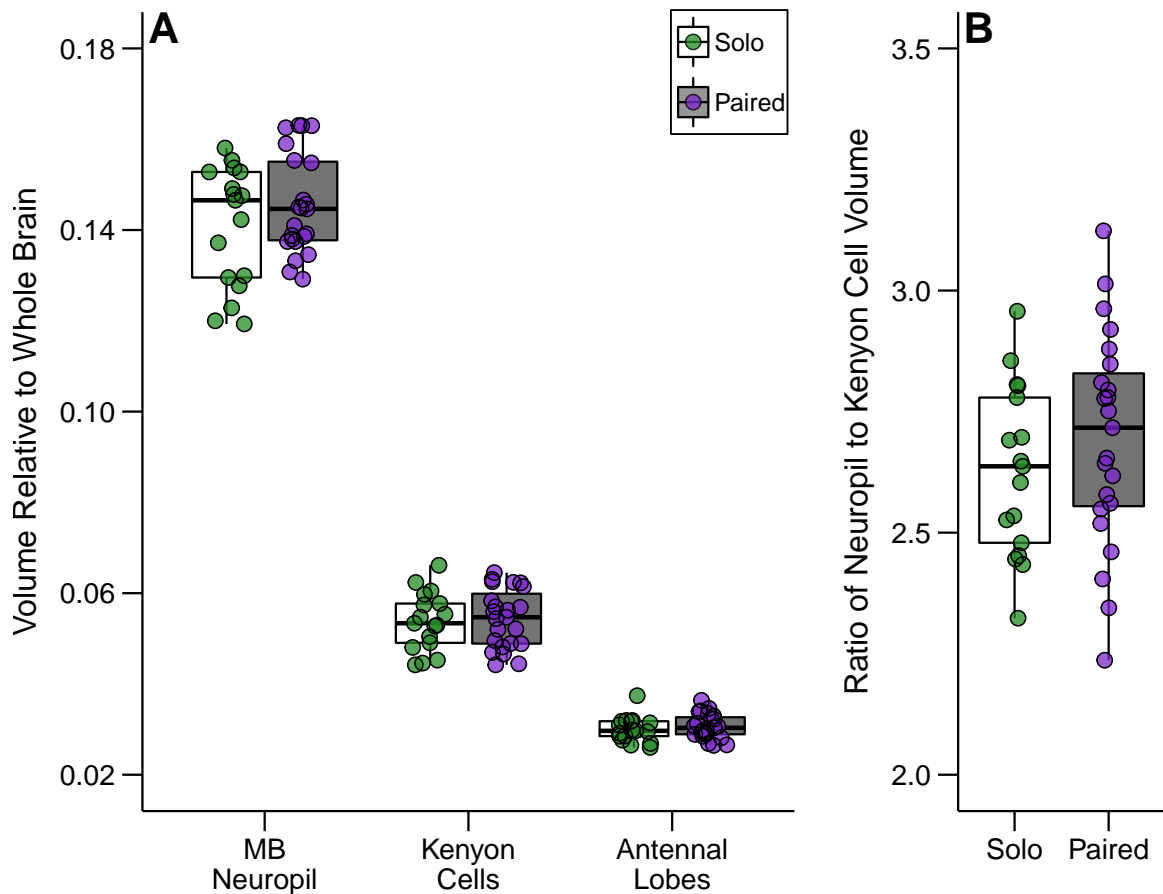 A
B
Solo
Paired
Volume Relative to Whole Brain
0.18
0.14
0.10
0.06
0.02
MB
Neuropil
Kenyon
Cells
Antennal
Lobes
Ratio of Neuropil to Kenyon Cell Volume
3.5
3.0
2.5
2.0
Solo
Paired